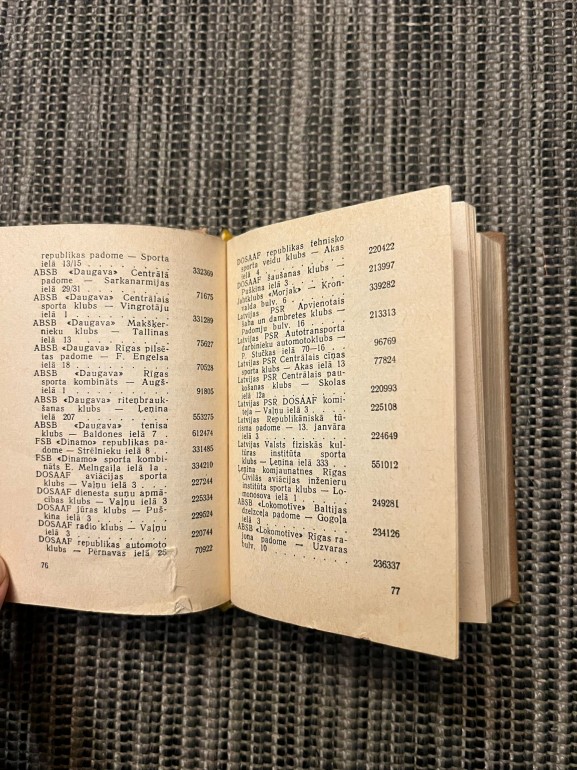 republikas padome — Sporta
ielā 13/15 . . . . . . . . 332369
ABSB «Daugava» Centrālā
padome — Sarkanarmijas
ielā 29/31 . . . . . . . 71675
ABSB «Daugava» Centrālais
sporta klubs — Vingrotāju
ielā 1 . . . . . . . . 331289
ABSB «Daugava» Makšķer-
nieku klubs — Tallinas
ielā 13 . . . . . . . . 75627
ABSB «Daugava» Rīgas pilsē-
tas padome — F. Engelsa
ielā 18 . . . . . . . . 70528
ABSB «Daugava» Rīgas
sporta kombināts — Augš-
ielā 1 . . . . . . . . 91805
ABSB «Daugava» riteņbrauk-
šanas klubs — Ļeņina
ielā 207 . . . . . . . 553275
ABSB «Daugava» tenisa
klubs — Baldones ielā 7 . 612474
FSB «Dinamo» republikas pa-
dome — Strēlnieku ielā 8 . . 331485
FSB «Dinamo» sporta kombi-
nāts E. Melngaiļa ielā 1a . 334210
DOSAAF aviācijas sporta
klubs — Vaļņu ielā 3 . . . 227244
DOSAAF dienesta suņu apmā-
cības klubs — Vaļņu ielā 3 225334
DOSAAF jūras klubs — Puš-
kina ielā 3 . . . . . . 229524
DOSAAF radio klubs — Vaļņu
ielā 3 . . . . . . . . 220744
DOSAAF republikas automoto
klubs — Pērnavas ielā 26 70922
76
DOSAAF republikas tehnisko
sporta veidu klubs — Akas
ielā 4 . . . . . . . . 220422
DOSAAF šaušanas klubs —
Puškina ielā 3 . . . . 213997
Jahtklubs «Morjak» — Kron-
valda bulv. 6 . . . . . 339282
Latvijas PSR Apvienotais
šaha un dambretes klubs —
Padomju bulv. 16 . . . . 213313
Latvijas PSR Autotransporta
darbinieku automotoklubs —
P. Stučkas ielā 70—16 . . 96769
Latvijas PSR Centrālais cīņas
sporta klubs — Akas ielā 13 77824
Latvijas PSR Centrālais pau-
košanas klubs — Skolas
ielā 12a . . . . . . . 220993
Latvijas PSR DOSAAF komi-
teja — Vaļņu ielā 3 . . . 225108
Latvijas Republikāniskā tū-
risma padome — 13. janvāra
ielā 3 . . . . . . . . 224649
Latvijas Valsts fiziskās kul-
tūras institūta sporta
klubs — Ļeņina ielā 333 . . 551012
Ļeņina komjaunatnes Rīgas
Civilās aviācijas inženieru
institūta sporta klubs — Lo-
monosova ielā 1 . . . . 249281
ABSB «Lokomotive» Baltijas
dzelzceļa padome — Gogoļa
ielā 3 . . . . . . . . 234126
ABSB «Lokomotive» Rīgas ra-
jona padome — Uzvaras
bulv. 10 . . . . . . . 236337
77